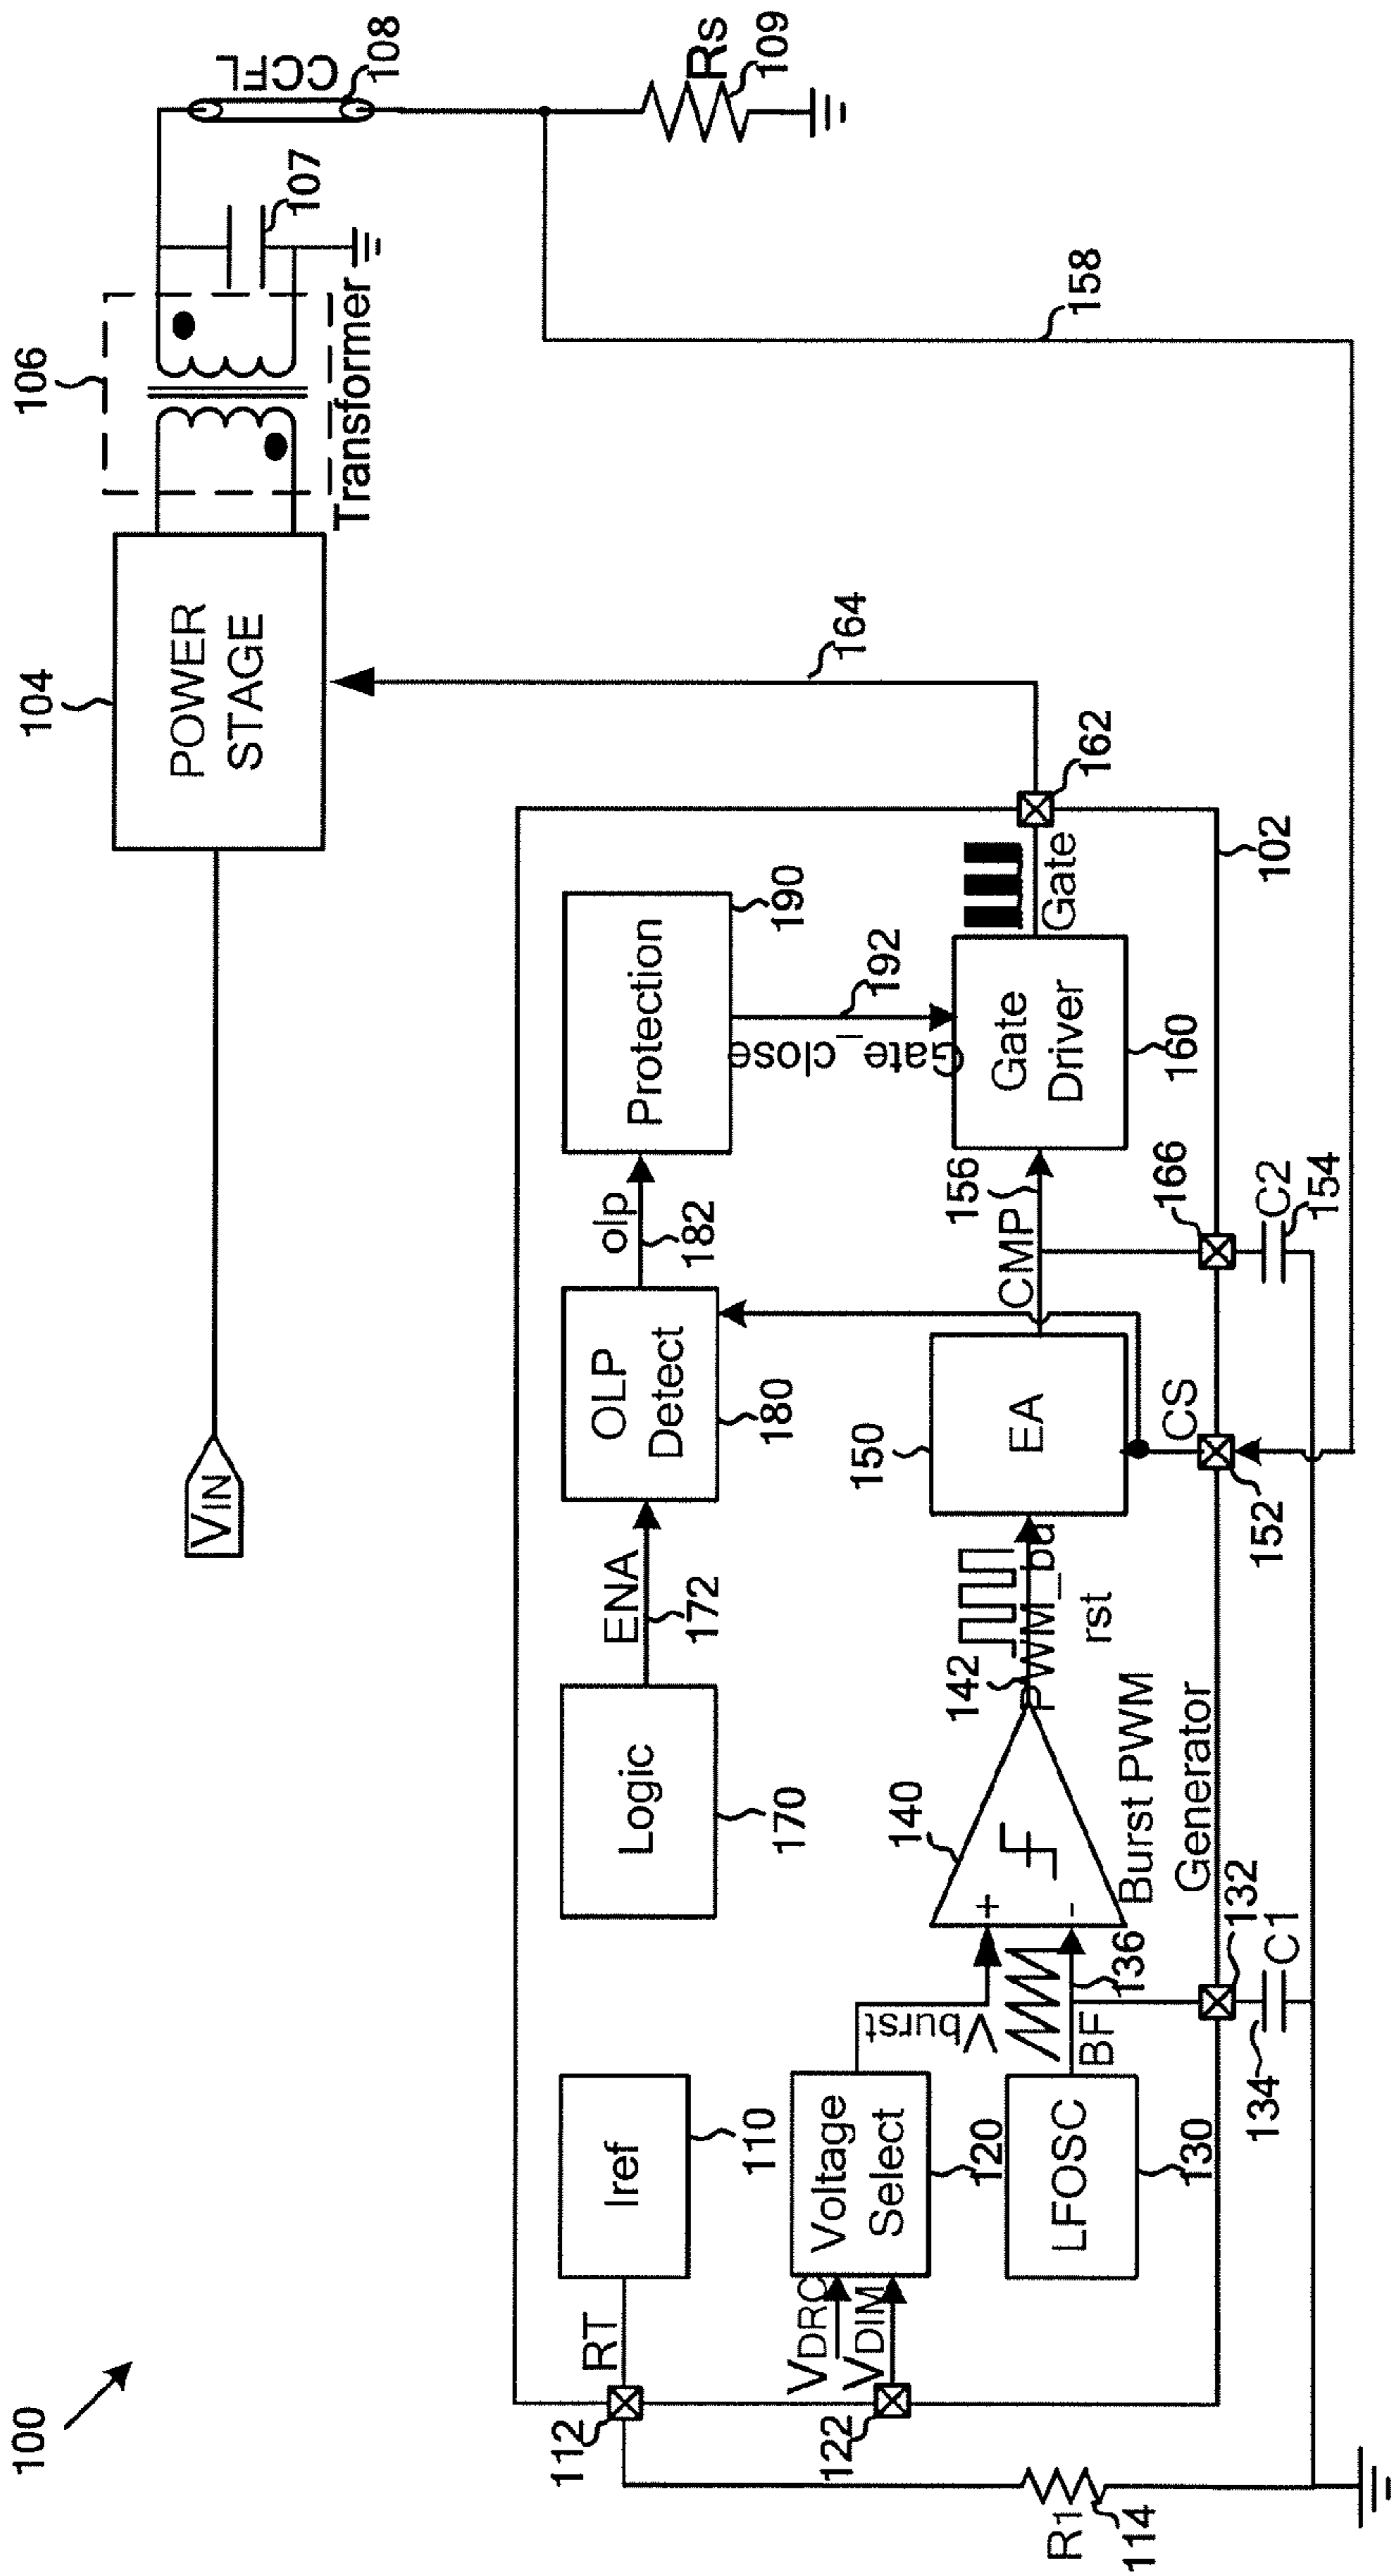 100
VIN
104
POWER
STAGE
106
Transformer
107
CCFL
108
Rs
109
158
164
162
102
RT
112
Iref
110
Logic
170
ENA
172
OLP
Detect
180
olp
182
Protection
190
192
Gate_close
VDRC
VDIM
122
Voltage
Select
120
Vburst
LFOSC
130
BF
136
+
-
140
Burst PWM
Generator
142
PWM_bu
rst
EA
150
CS
152
CMP
156
Gate
Driver
160
Gate
166
C2
154
132
C1
134
R1
114